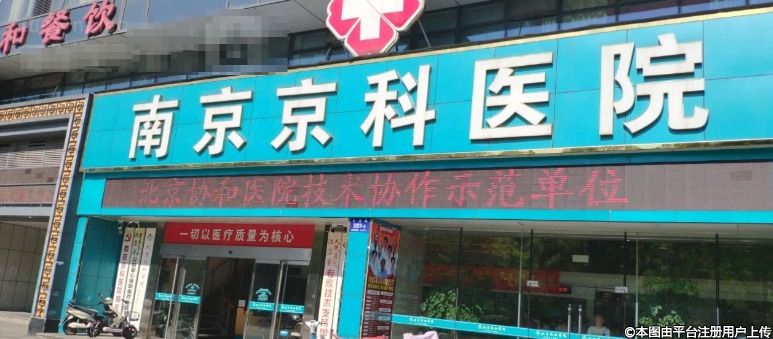 和餐饮
南京京科医院
北京协和医院技术协作示范单位
一切以医疗质量为核心
©本图由平台注册用户上传